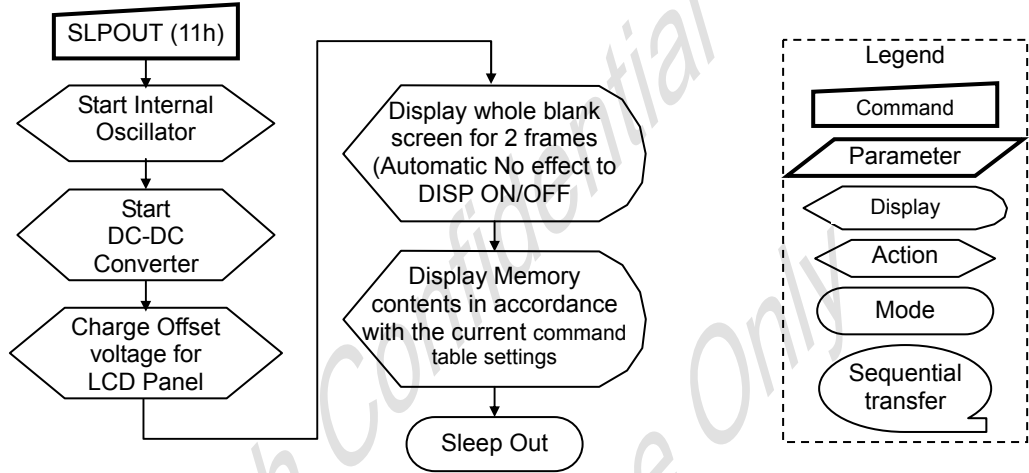 SLPOUT (11h)
Start Internal
Oscillator
Start
DC-DC
Converter
Charge Offset
voltage for
LCD Panel
Display whole blank
screen for 2 frames
(Automatic No effect to
DISP ON/OFF
Display Memory
contents in accordance
with the current command
table settings
Sleep Out
Legend
Command
Parameter
Display
Action
Mode
Sequential
transfer
h Confidential
e Only